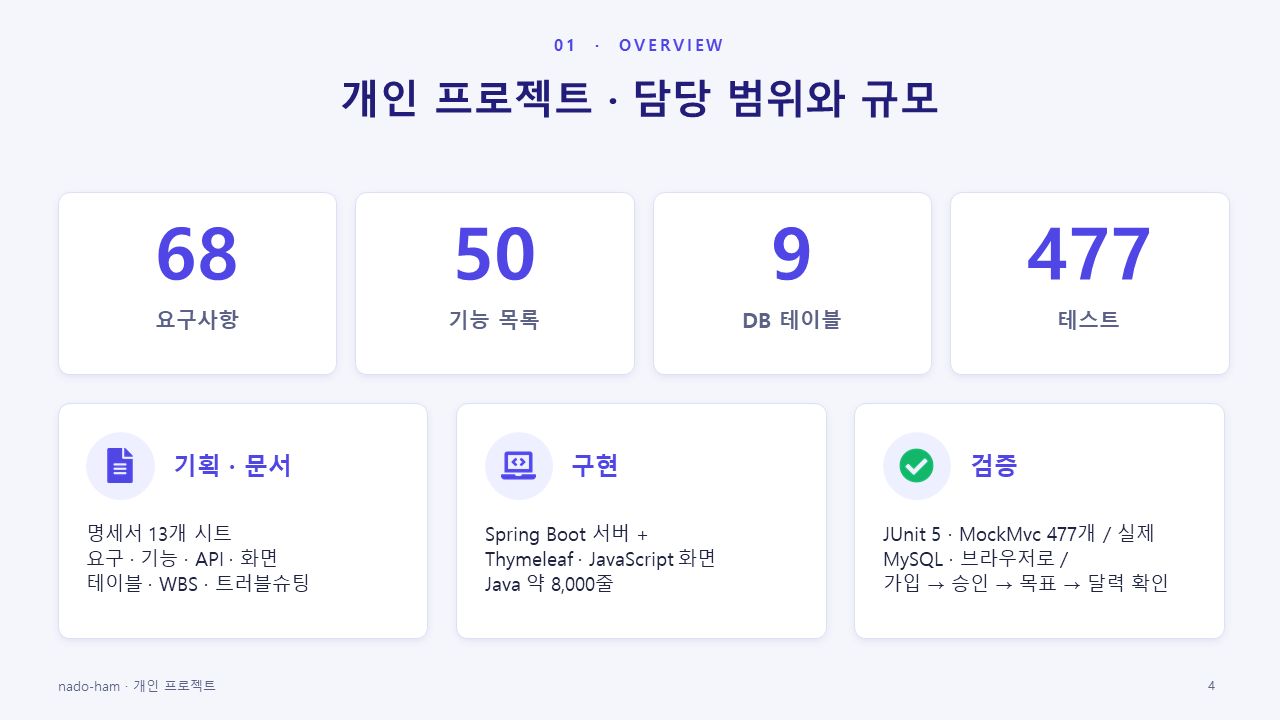 01 · OVERVIEW
개인 프로젝트 · 담당 범위와 규모
68
요구사항
50
기능 목록
9
DB 테이블
477
테스트
기획 · 문서
명세서 13개 시트
요구 · 기능 · API · 화면
테이블 · WBS · 트러블슈팅
구현
Spring Boot 서버 +
Thymeleaf · JavaScript 화면
Java 약 8,000줄
검증
JUnit 5 · MockMvc 477개 / 실제
MySQL · 브라우저로 /
가입 → 승인 → 목표 → 달력 확인
nado-ham · 개인 프로젝트
4